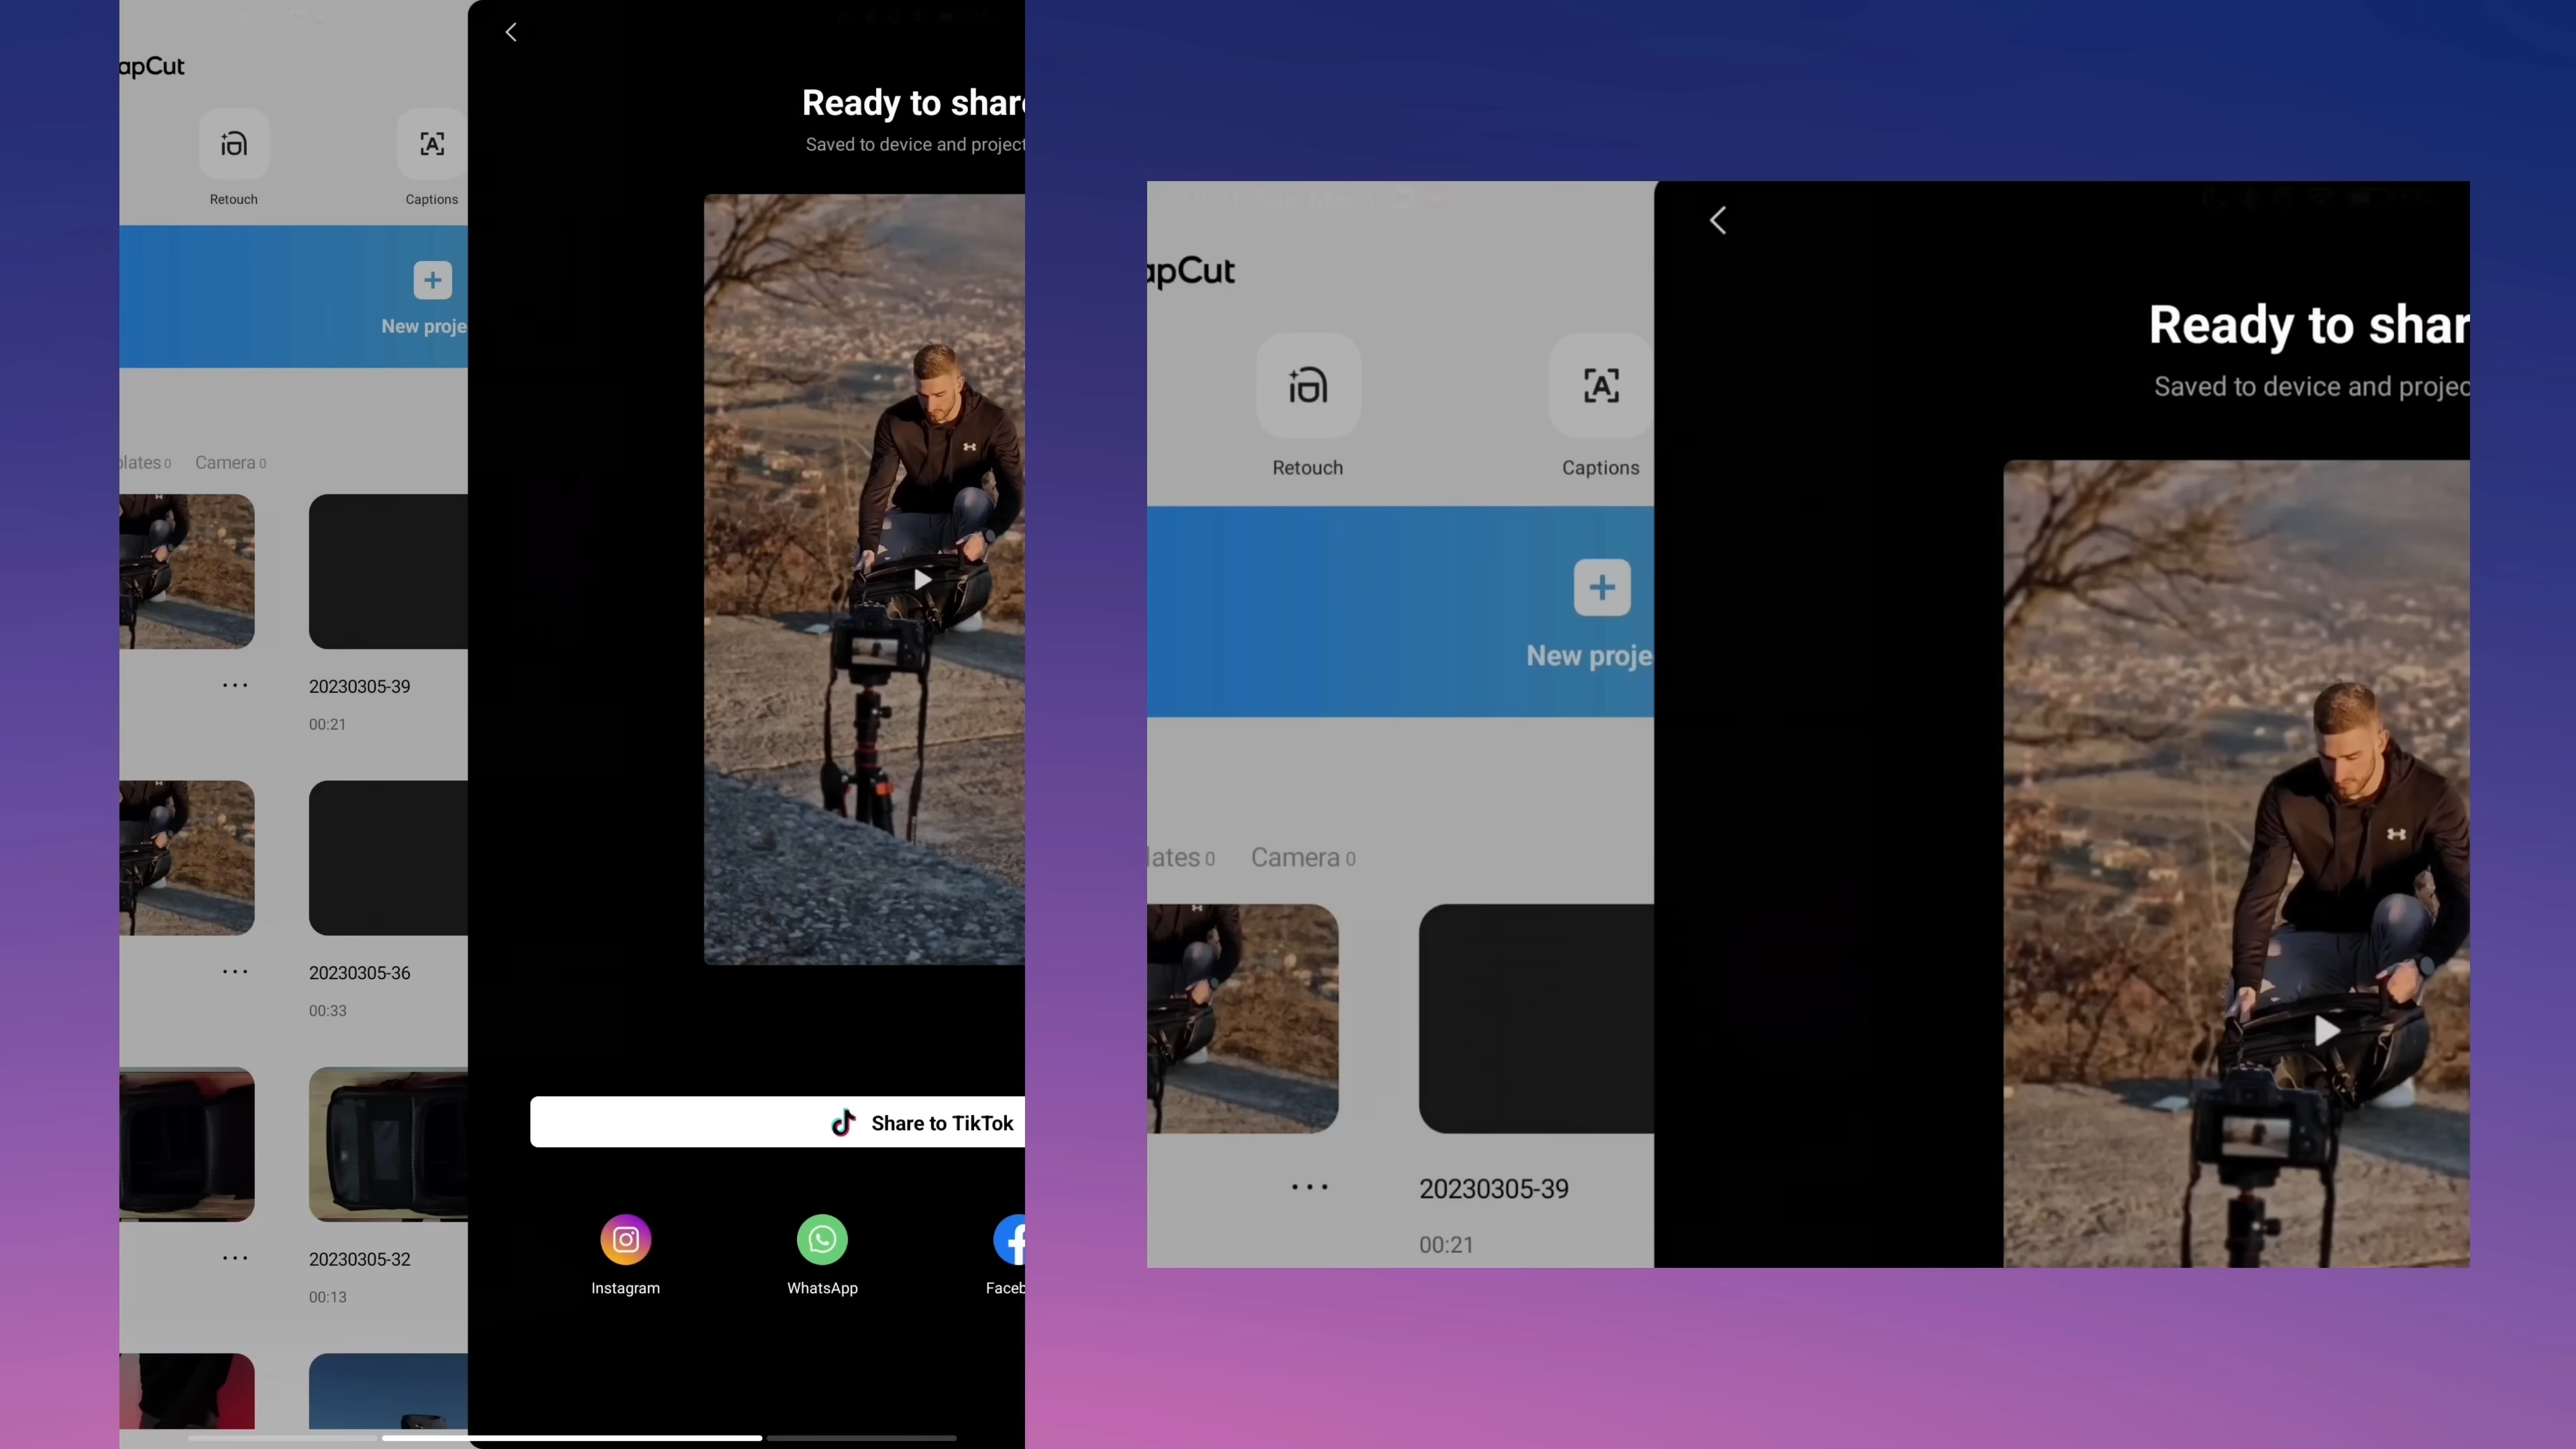 apCut
Retouch
Captions
New proje
plates 0
Camera 0
20230305-39
00:21
20230305-36
00:33
20230305-32
00:13
Ready to share
Saved to device and project
Share to TikTok
Instagram
WhatsApp
Faceb
apCut
Retouch
Captions
New proje
lates 0
Camera 0
20230305-39
00:21
Ready to shar
Saved to device and projec